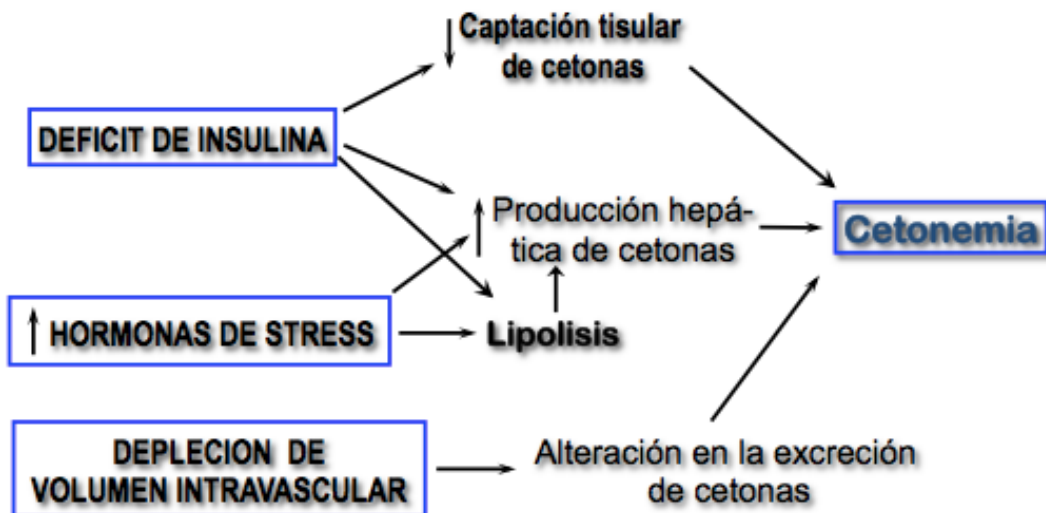 Captación tisular
de cetonas
DEFICIT DE INSULINA
Producción hepá-
tica de cetonas
Cetonemia
HORMONAS DE STRESS
Lipolisis
DEPLECION DE
VOLUMEN INTRAVASCULAR
Alteración en la excreción
de cetonas